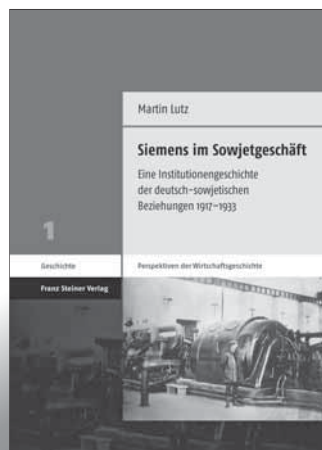 Martin Lutz
Siemens im Sowjetgeschäft
Eine Institutionengeschichte
der deutsch-sowjetischen
Beziehungen 1917–1933
1
Geschichte
Perspektiven der Wirtschaftsgeschichte
Franz Steiner Verlag